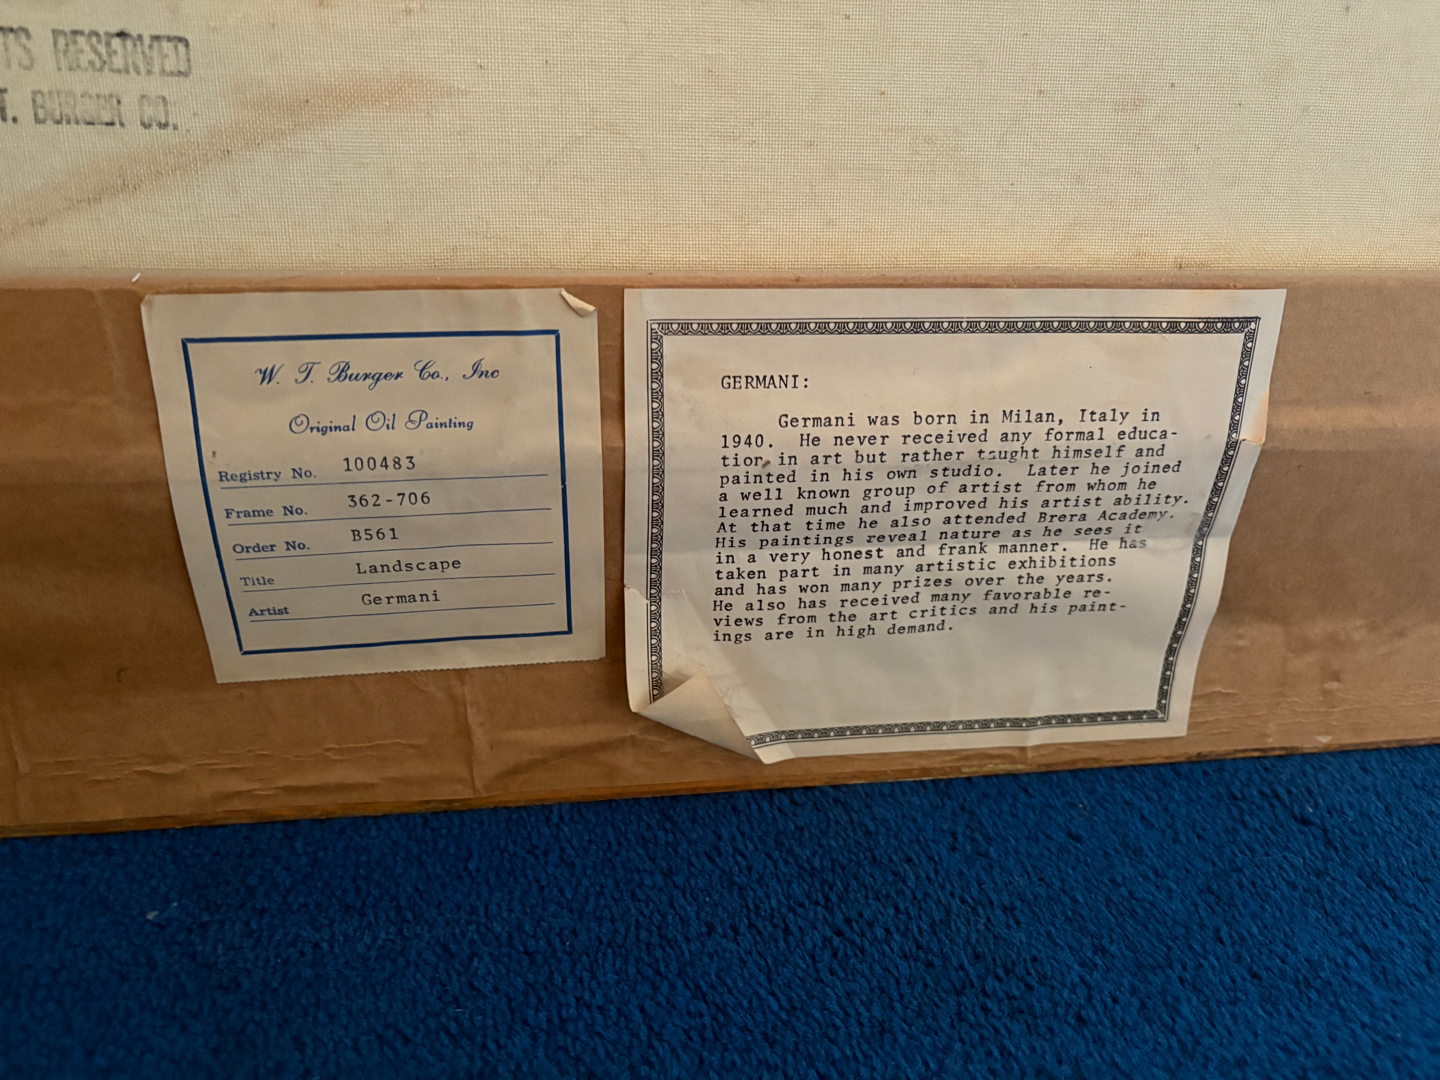 TS RESERVED
T. BURGER CO.
W. T. Burger Co., Inc
Original Oil Painting
Registry No. 100483
Frame No. 362-706
Order No. B561
Title Landscape
Artist Germani
GERMANI:
Germani was born in Milan, Italy in
1940. He never received any formal educa-
tion in art but rather taught himself and
painted in his own studio. Later he joined
a well known group of artist from whom he
learned much and improved his artist ability.
At that time he also attended Brera Academy.
His paintings reveal nature as he sees it
in a very honest and frank manner. He has
taken part in many artistic exhibitions
and has won many prizes over the years.
He also has received many favorable re-
views from the art critics and his paint-
ings are in high demand.